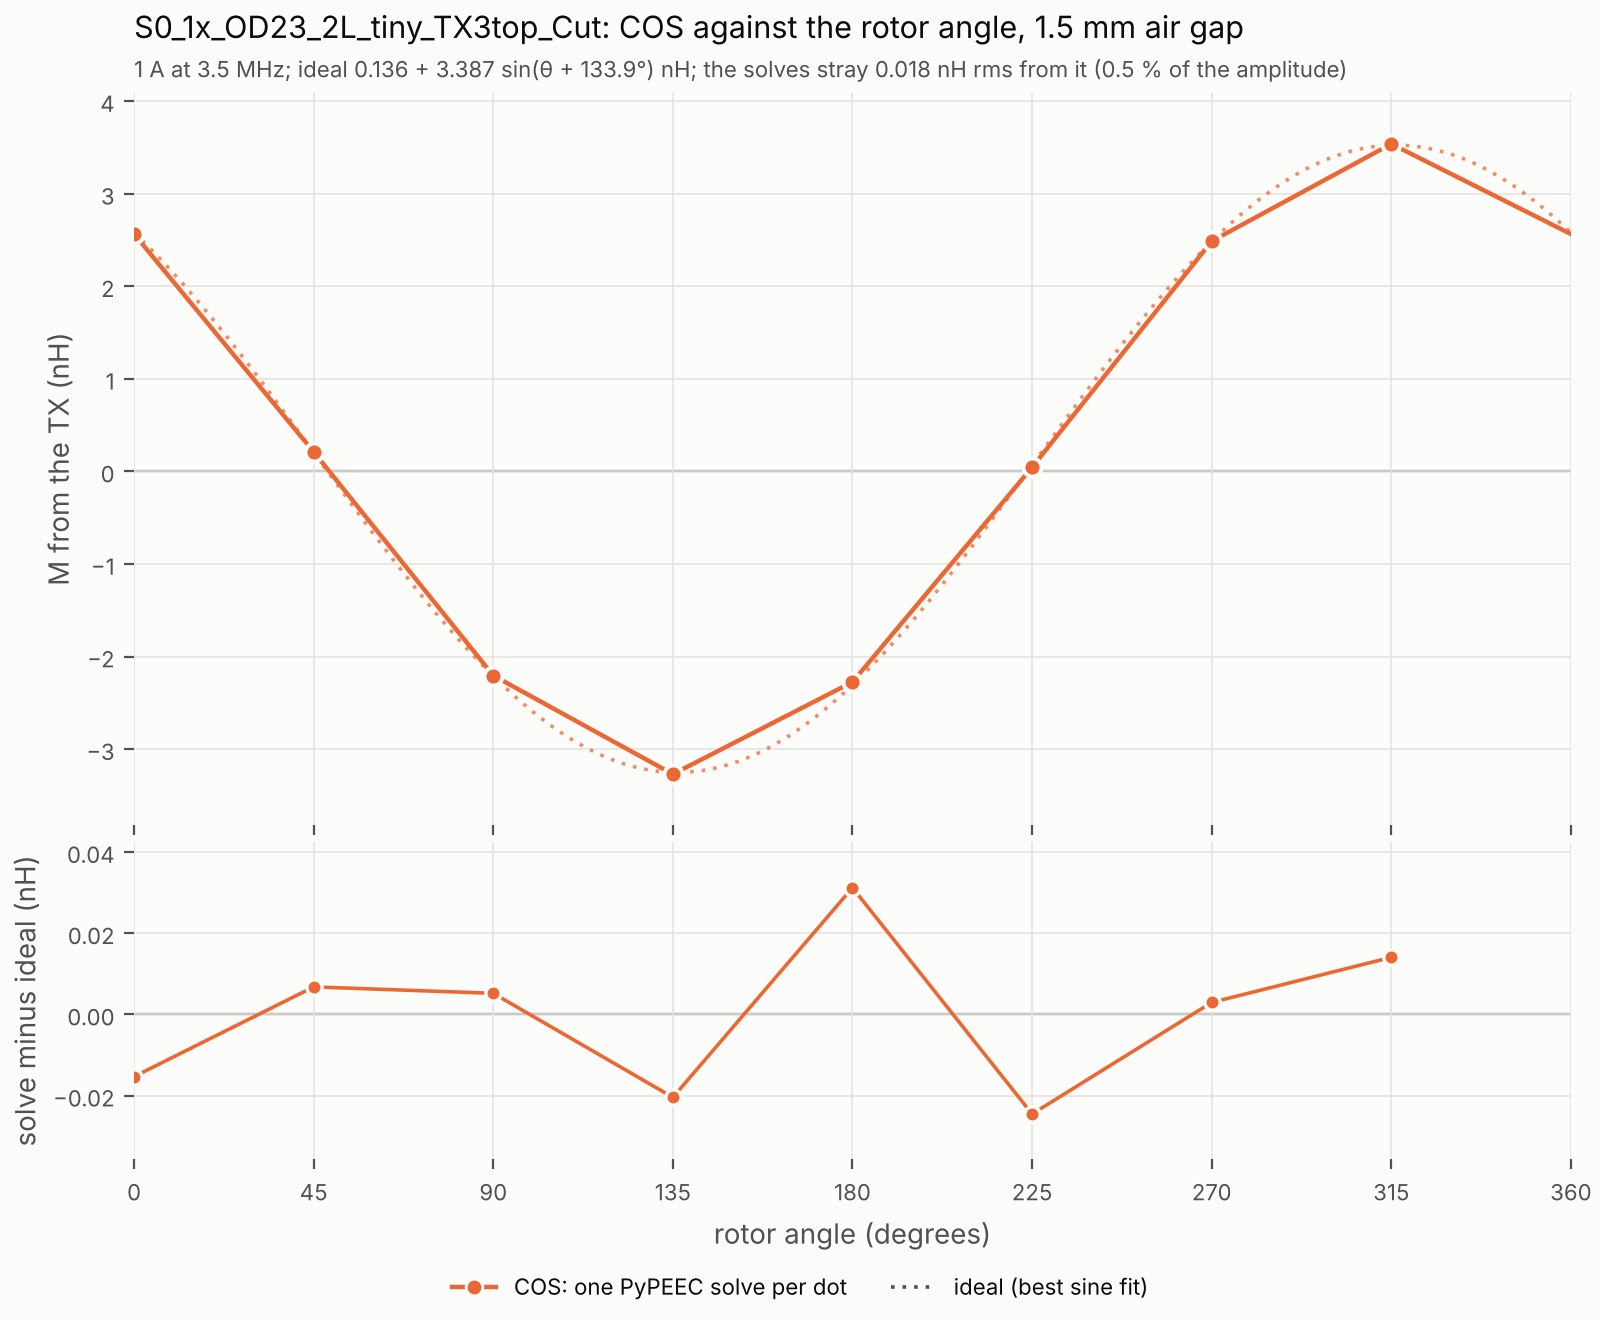 S0_1x_OD23_2L_tiny_TX3top_Cut: COS against the rotor angle, 1.5 mm air gap
1 A at 3.5 MHz; ideal 0.136 + 3.387 sin(θ + 133.9°) nH; the solves stray 0.018 nH rms from it (0.5 % of the amplitude)
M from the TX (nH)
4
3
2
1
0
−1
−2
−3
solve minus ideal (nH)
0.04
0.02
0.00
−0.02
0 45 90 135 180 225 270 315 360
rotor angle (degrees)
COS: one PyPEEC solve per dot ideal (best sine fit)